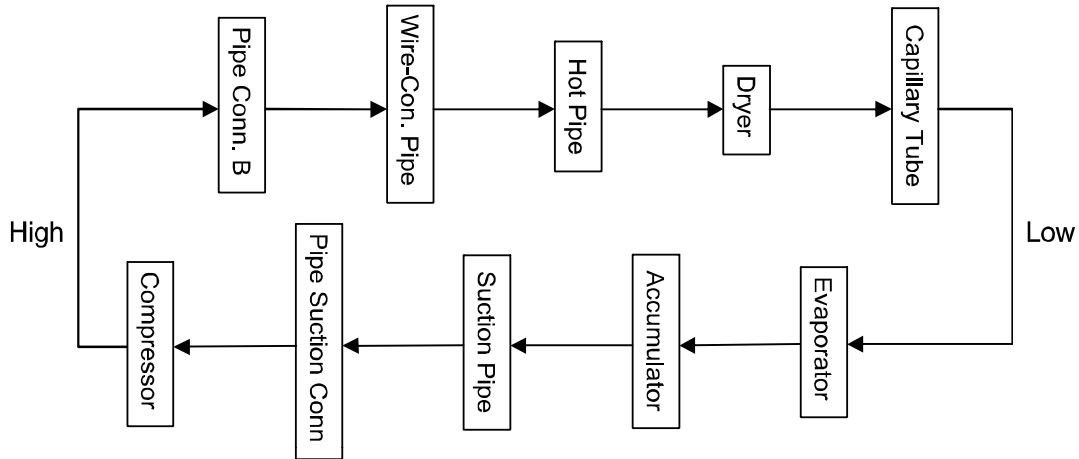 Pipe Conn. B
Wire-Con. Pipe
Hot Pipe
Dryer
Capillary Tube
High
Low
Compressor
Pipe Suction Conn
Suction Pipe
Accumulator
Evaporator